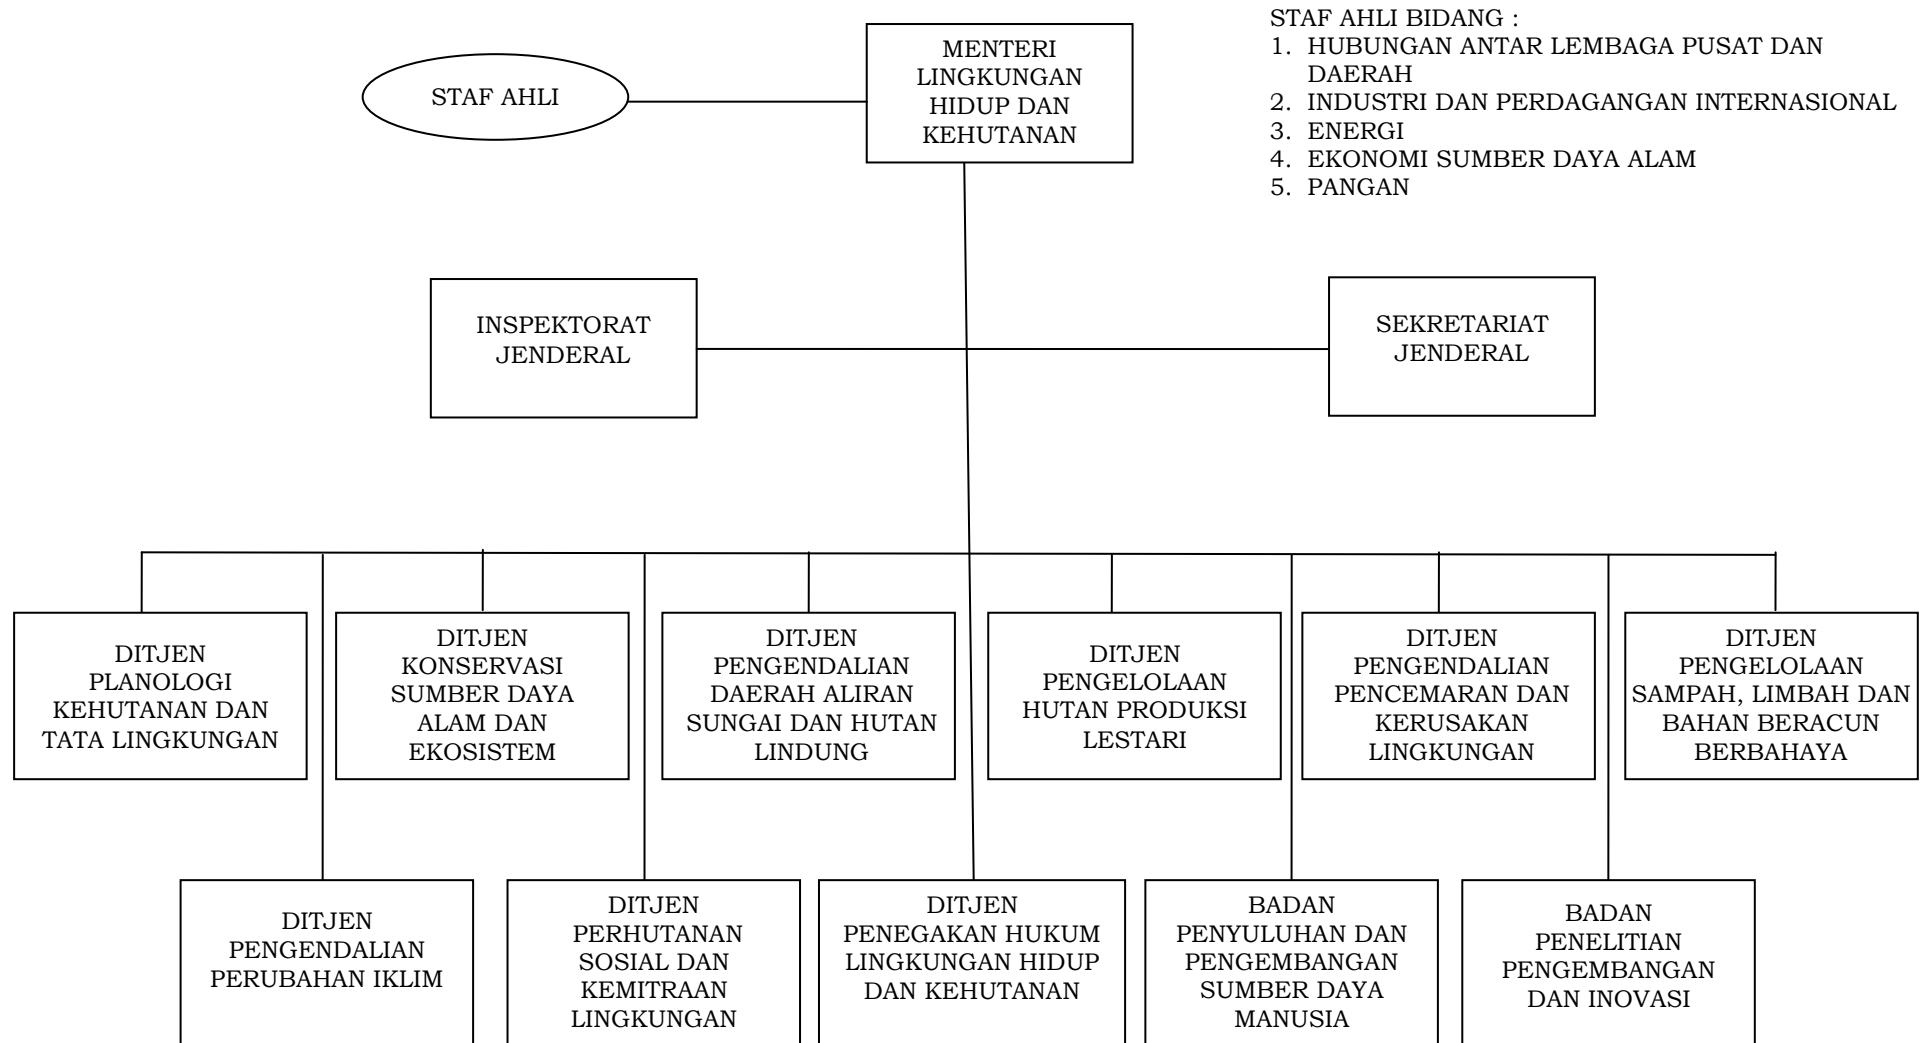 STAF AHLI
MENTERI
LINGKUNGAN
HIDUP DAN
KEHUTANAN
STAF AHLI BIDANG :
1. HUBUNGAN ANTAR LEMBAGA PUSAT DAN
DAERAH
2. INDUSTRI DAN PERDAGANGAN INTERNASIONAL
3. ENERGI
4. EKONOMI SUMBER DAYA ALAM
5. PANGAN
INSPEKTORAT
JENDERAL
SEKRETARIAT
JENDERAL
DITJEN
PLANOLOGI
KEHUTANAN DAN
TATA LINGKUNGAN
DITJEN
KONSERVASI
SUMBER DAYA
ALAM DAN
EKOSISTEM
DITJEN
PENGENDALIAN
DAERAH ALIRAN
SUNGAI DAN HUTAN
LINDUNG
DITJEN
PENGELOLAAN
HUTAN PRODUKSI
LESTARI
DITJEN
PENGENDALIAN
PENCEMARAN DAN
KERUSAKAN
LINGKUNGAN
DITJEN
PENGELOLAAN
SAMPAH, LIMBAH DAN
BAHAN BERACUN
BERBAHAYA
DITJEN
PENGENDALIAN
PERUBAHAN IKLIM
DITJEN
PERHUTANAN
SOSIAL DAN
KEMITRAAN
LINGKUNGAN
DITJEN
PENEGAKAN HUKUM
LINGKUNGAN HIDUP
DAN KEHUTANAN
BADAN
PENYULUHAN DAN
PENGEMBANGAN
SUMBER DAYA
MANUSIA
BADAN
PENELITIAN
PENGEMBANGAN
DAN INOVASI